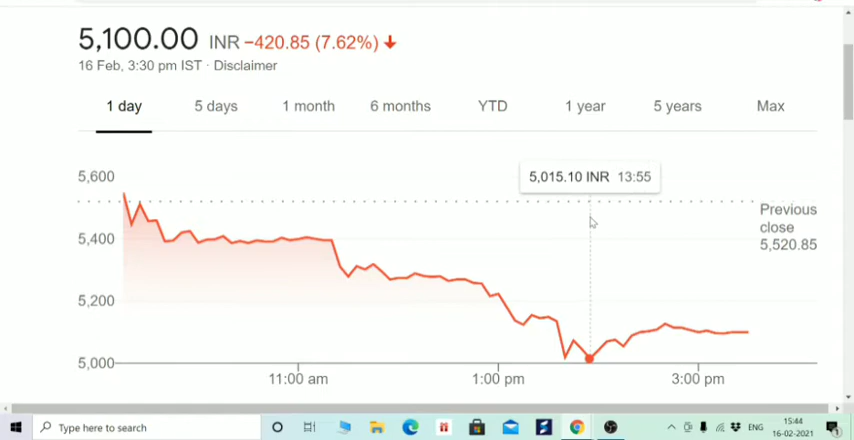 5,100.00 INR −420.85 (7.62%) ↓
16 Feb, 3:30 pm IST · Disclaimer
1 day 5 days 1 month 6 months YTD 1 year 5 years Max
5,600
5,015.10 INR 13:55
Previous
close
5,520.85
5,400
5,200
5,000
11:00 am 1:00 pm 3:00 pm
Type here to search
ENG
15:44
16-02-2021
1